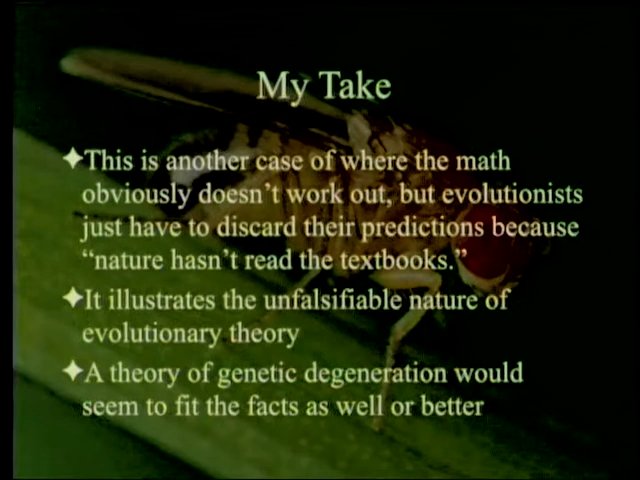 My Take
✦This is another case of where the math
obviously doesn't work out, but evolutionists
just have to discard their predictions because
“nature hasn't read the textbooks.”
✦It illustrates the unfalsifiable nature of
evolutionary theory
✦A theory of genetic degeneration would
seem to fit the facts as well or better